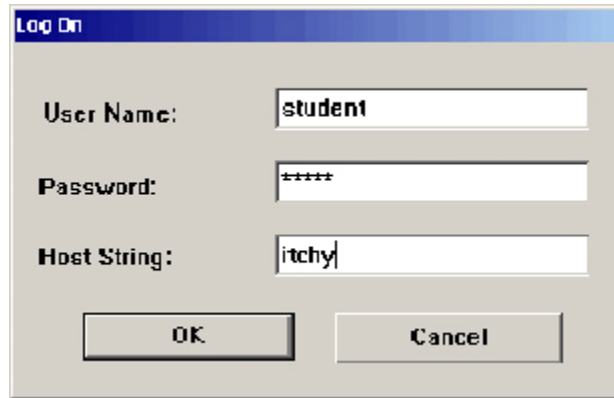 Log On
User Name: student
Password: *****
Host String: itchy
OK Cancel